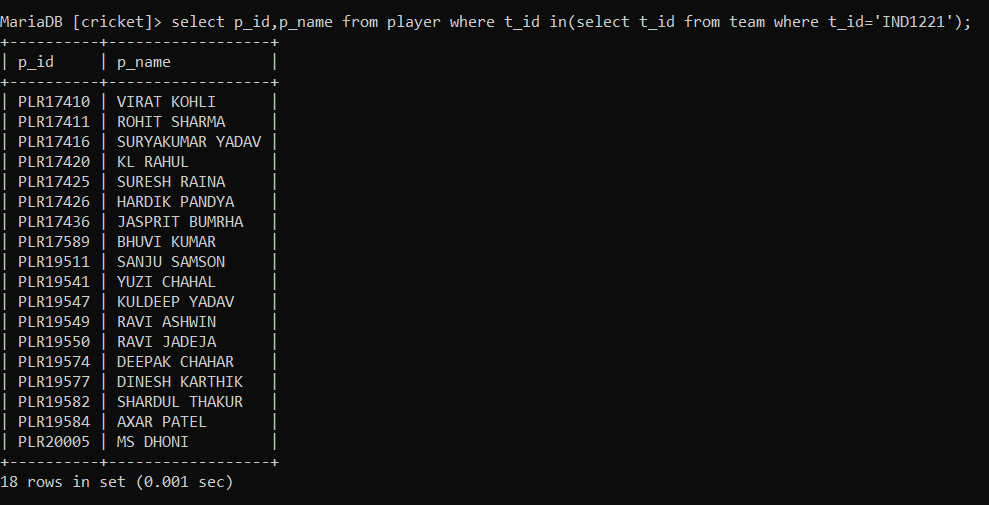 MariaDB [cricket]> select p_id,p_name from player where t_id in(select t_id from team where t_id='IND1221');
+----------+------------------+
| p_id     | p_name           |
+----------+------------------+
| PLR17410 | VIRAT KOHLI      |
| PLR17411 | ROHIT SHARMA     |
| PLR17416 | SURYAKUMAR YADAV |
| PLR17420 | KL RAHUL         |
| PLR17425 | SURESH RAINA     |
| PLR17426 | HARDIK PANDYA    |
| PLR17436 | JASPRIT BUMRHA   |
| PLR17589 | BHUVI KUMAR      |
| PLR19511 | SANJU SAMSON     |
| PLR19541 | YUZI CHAHAL      |
| PLR19547 | KULDEEP YADAV    |
| PLR19549 | RAVI ASHWIN      |
| PLR19550 | RAVI JADEJA      |
| PLR19574 | DEEPAK CHAHAR    |
| PLR19577 | DINESH KARTHIK   |
| PLR19582 | SHARDUL THAKUR   |
| PLR19584 | AXAR PATEL       |
| PLR20005 | MS DHONI         |
+----------+------------------+
18 rows in set (0.001 sec)